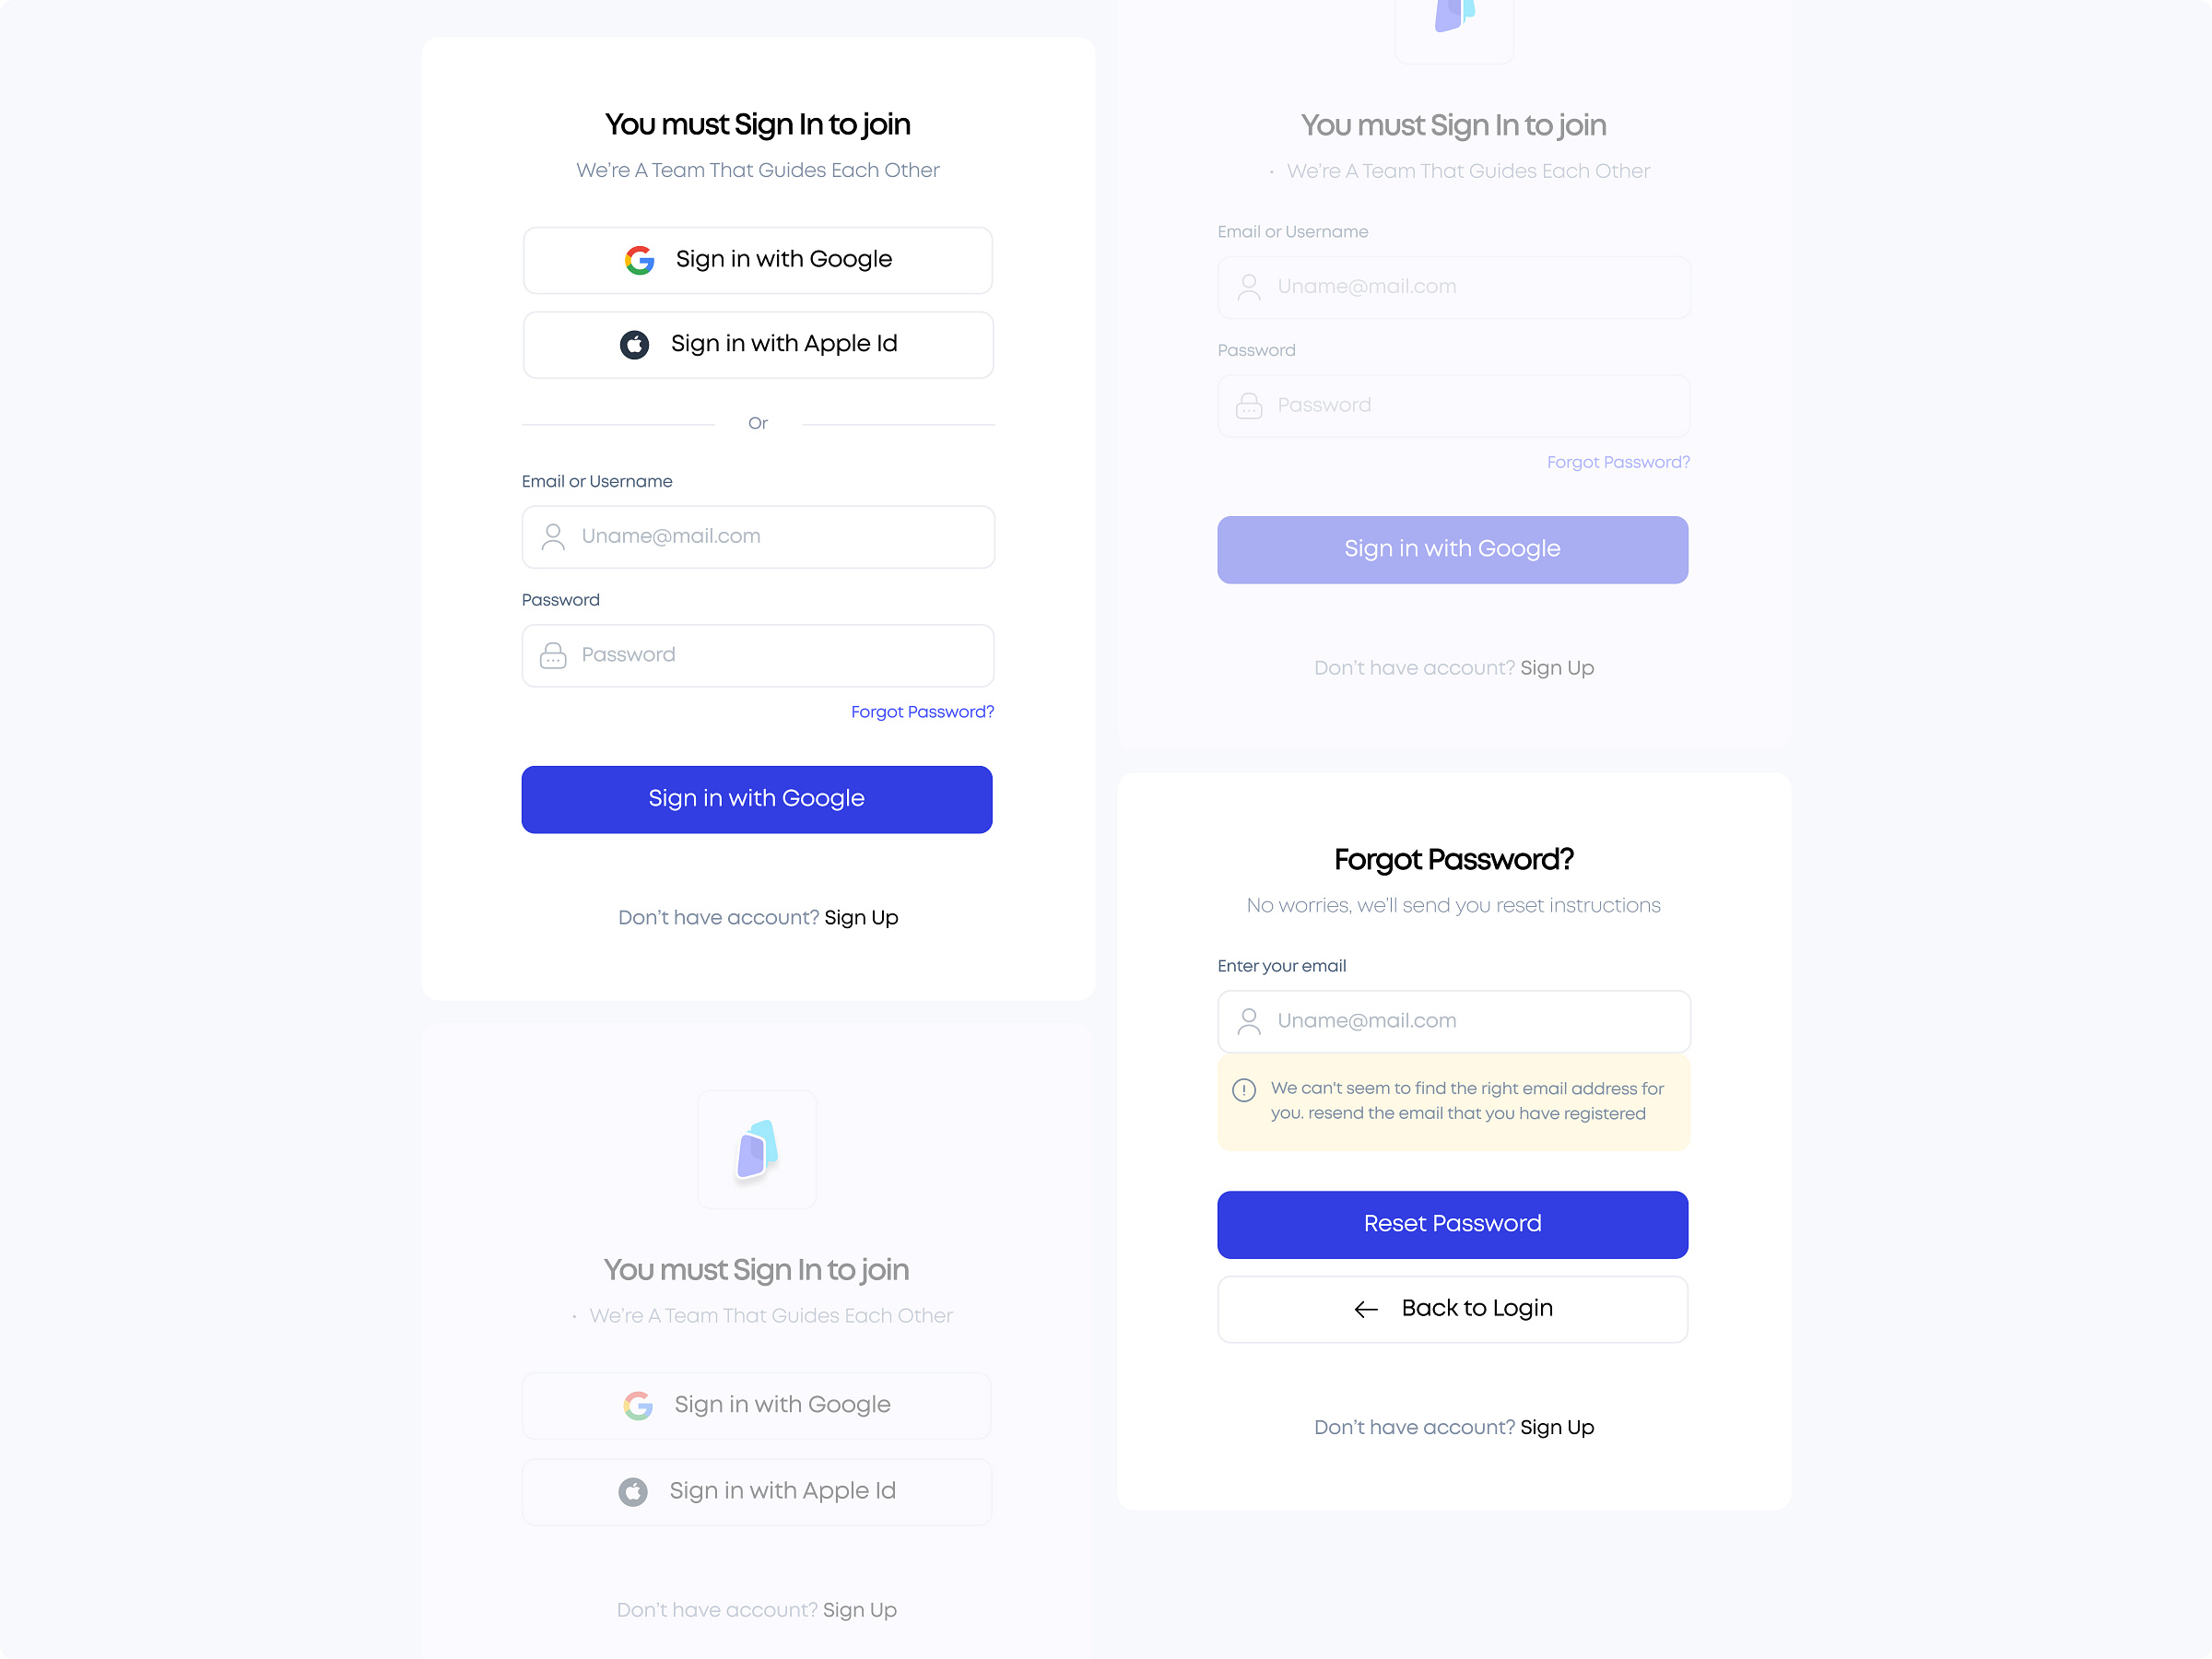 You must Sign In to join
We're A Team That Guides Each Other
Sign in with Google
Sign in with Apple Id
Or
Email or Username
Uname@mail.com
Password
Password
Forgot Password?
Sign in with Google
Don't have account? Sign Up
You must Sign In to join
• We're A Team That Guides Each Other
Sign in with Google
Sign in with Apple Id
Don't have account? Sign Up
You must Sign In to join
• We're A Team That Guides Each Other
Email or Username
Uname@mail.com
Password
Password
Forgot Password?
Sign in with Google
Don't have account? Sign Up
Forgot Password?
No worries, we'll send you reset instructions
Enter your email
Uname@mail.com
We can't seem to find the right email address for
you. resend the email that you have registered
Reset Password
Back to Login
Don't have account? Sign Up